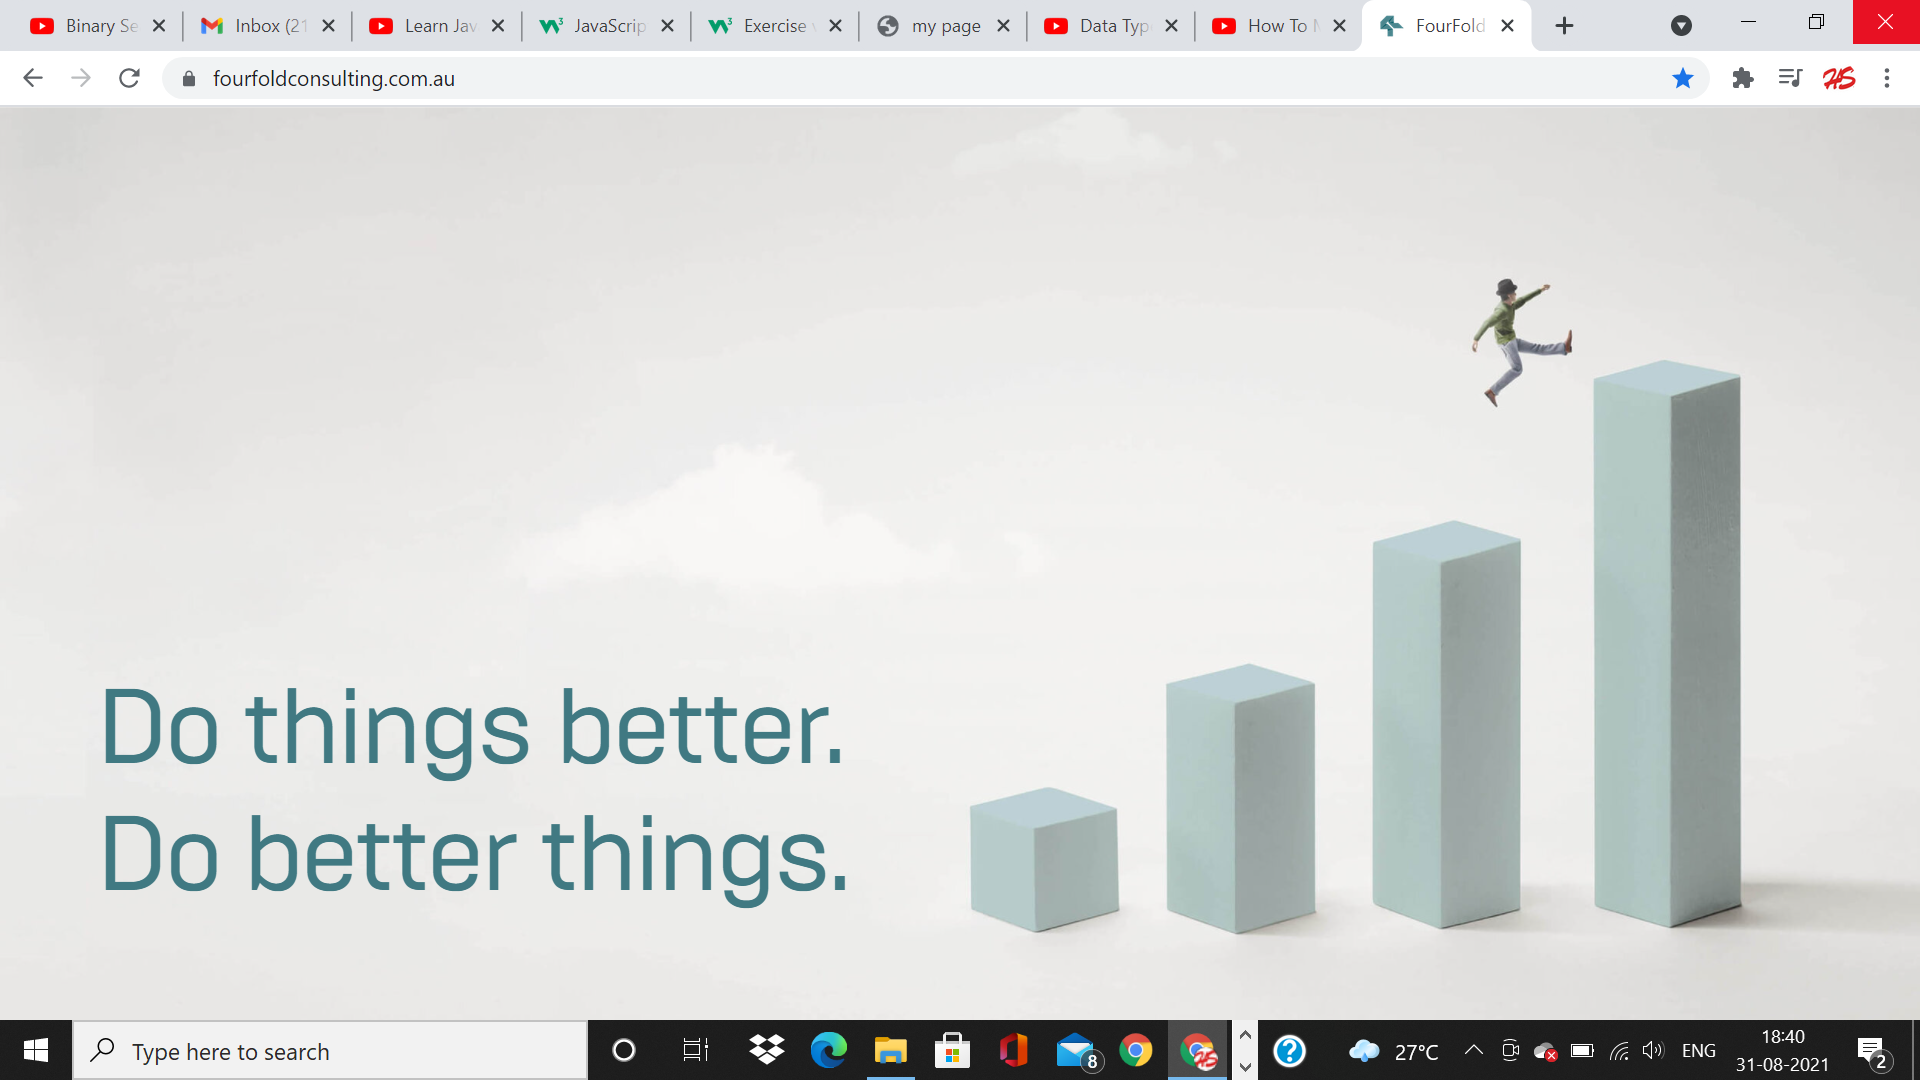 Binary Se
Inbox (21
Learn Jav
JavaScrip
Exercise
my page
Data Typ
How To
FourFold
fourfoldconsulting.com.au
Do things better.
Do better things.
Type here to search
8
27°C
ENG
18:40
31-08-2021
2